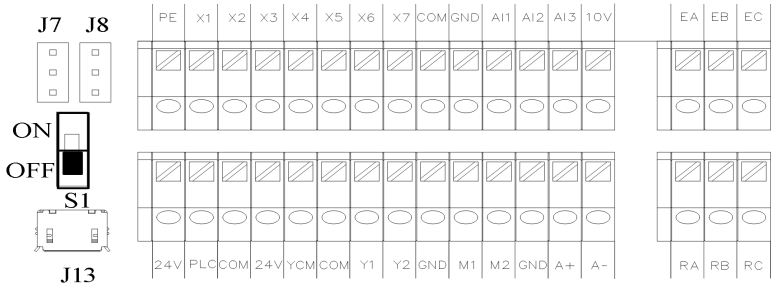 J7 J8
PE X1 X2 X3 X4 X5 X6 X7 COM GND AI1 AI2 AI3 10V EA EB EC
ON
OFF
S1
J13
24V PLC COM 24V YCM COM Y1 Y2 GND M1 M2 GND A+ A- RA RB RC